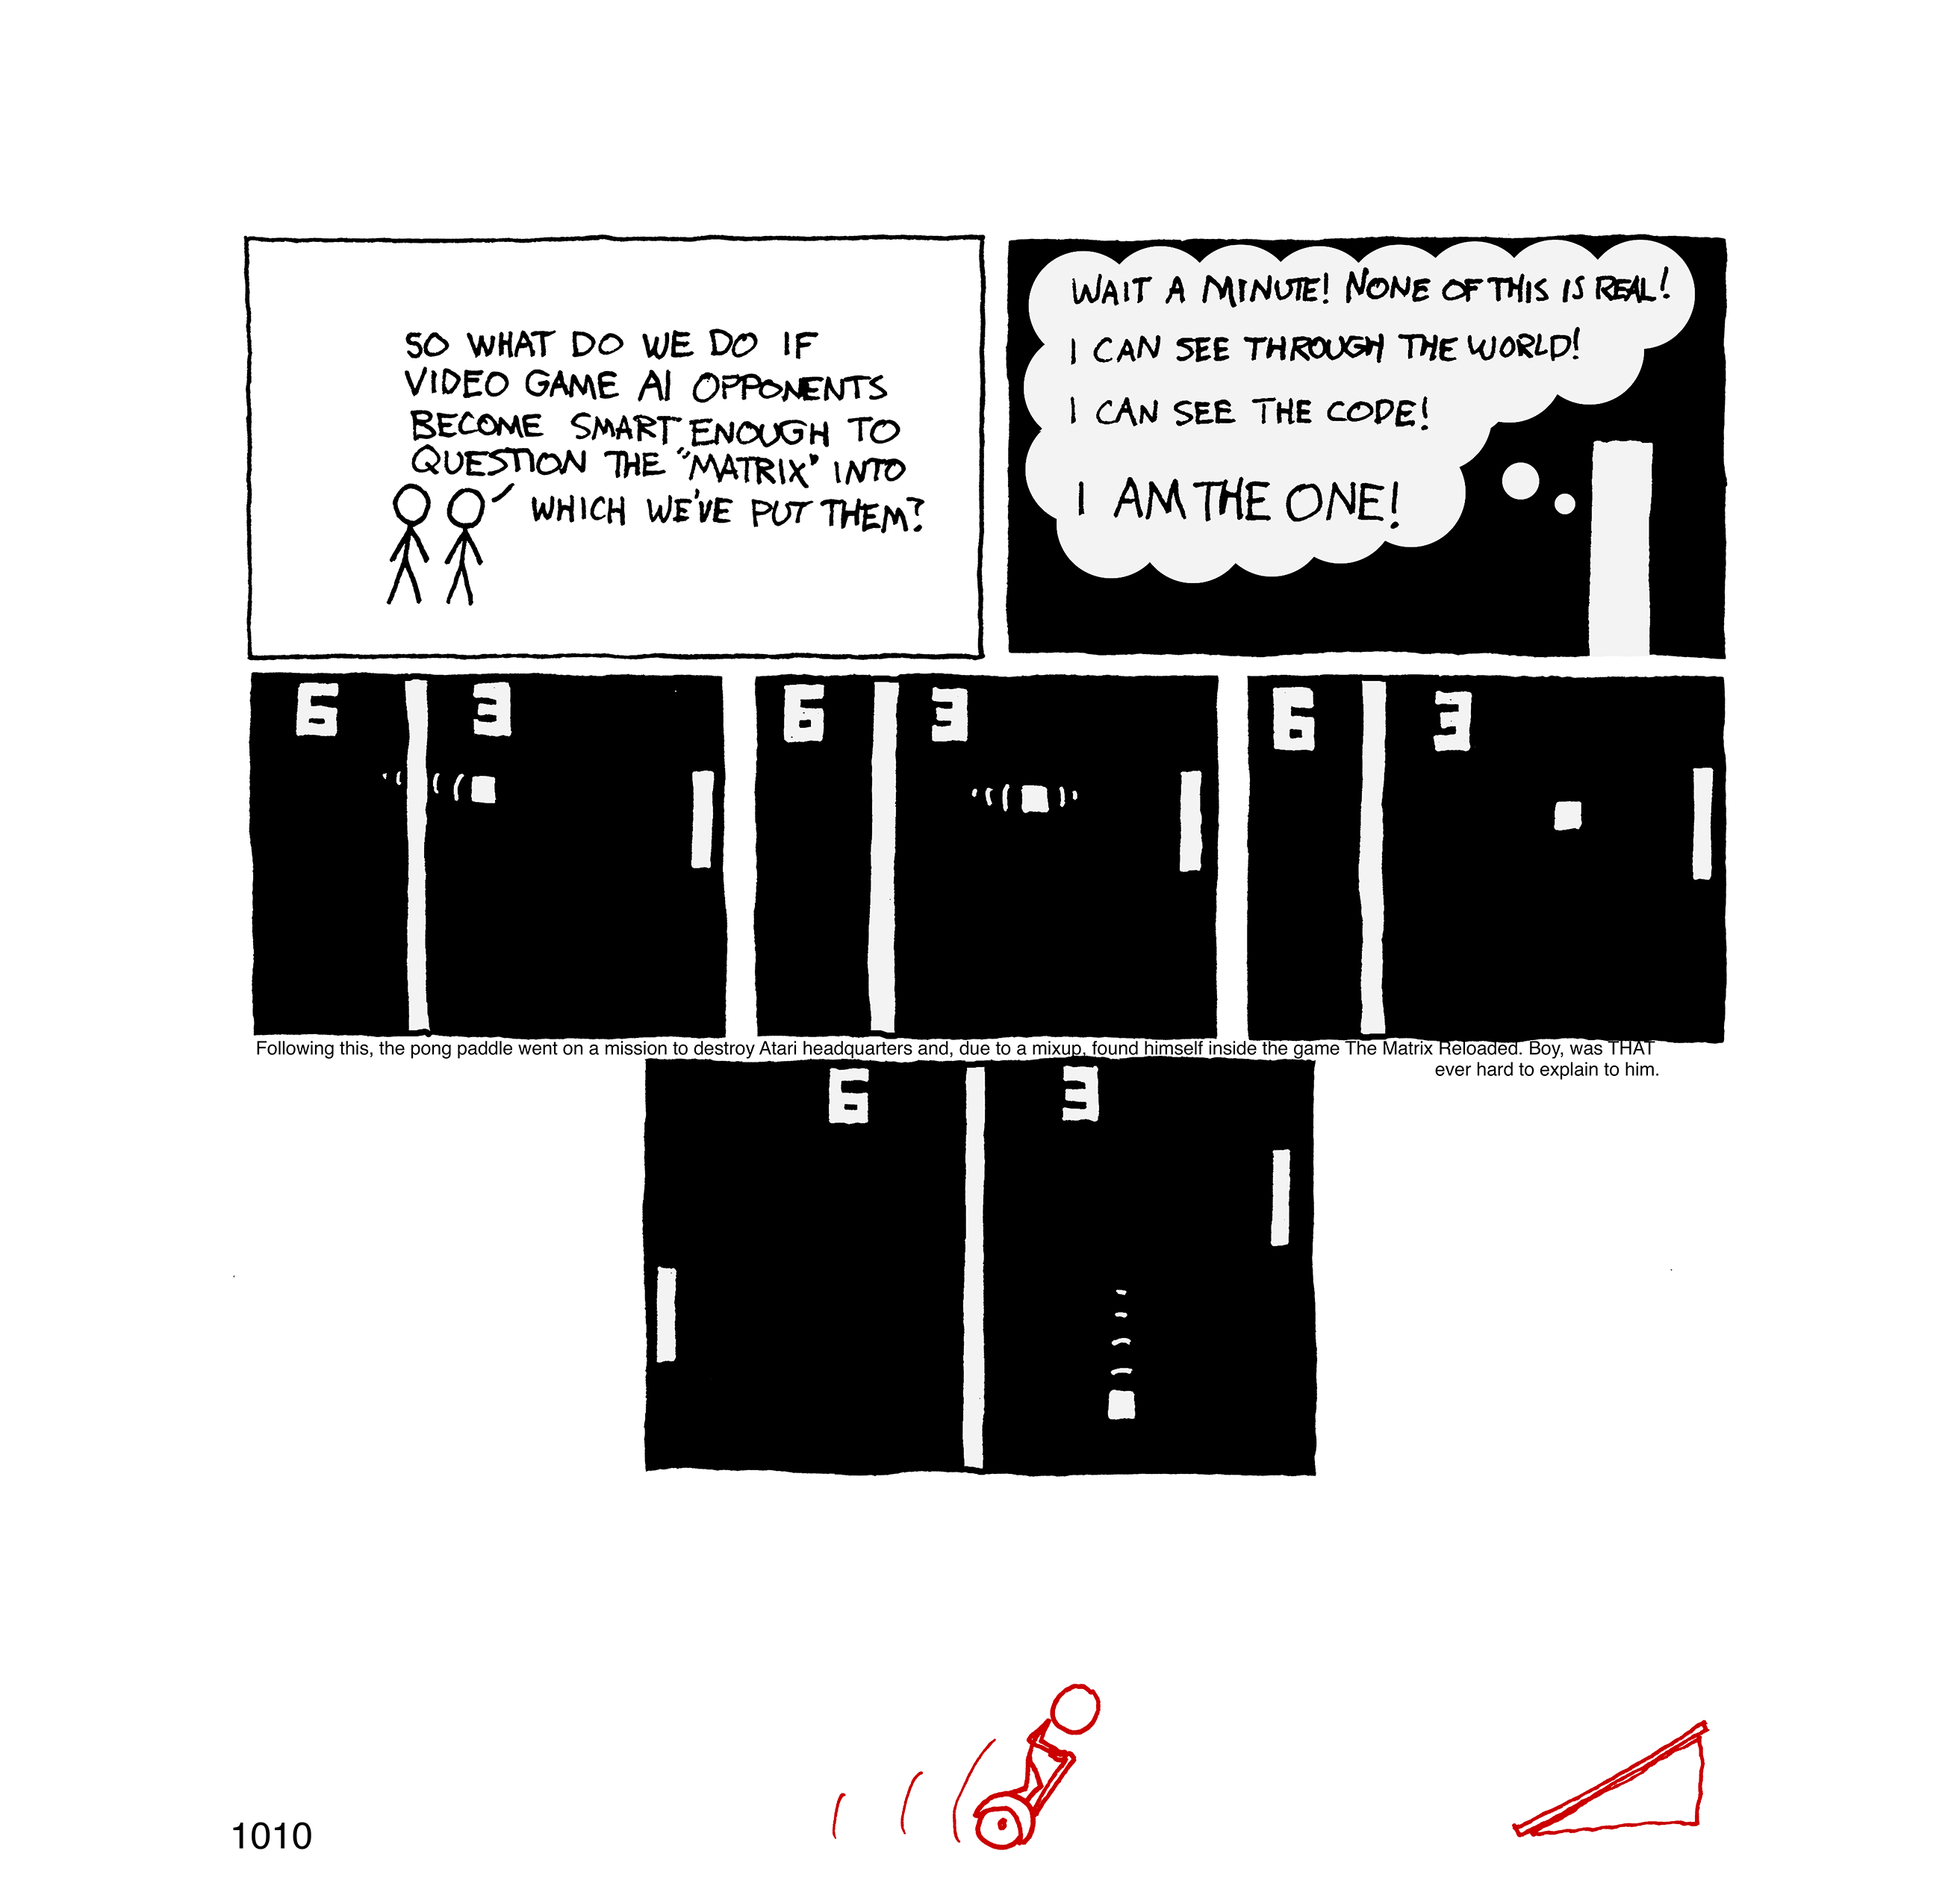 SO WHAT DO WE DO IF
VIDEO GAME AI OPPONENTS
BECOME SMART ENOUGH TO
QUESTION THE "MATRIX" INTO
WHICH WE'VE PUT THEM?
WAIT A MINUTE! NONE OF THIS IS REAL!
I CAN SEE THROUGH THE WORLD!
I CAN SEE THE CODE!
I AM THE ONE!
6 3
6 3
6 3
Following this, the pong paddle went on a mission to destroy Atari headquarters and, due to a mixup, found himself inside the game The Matrix Reloaded. Boy, was THAT
ever hard to explain to him.
6 3
1010